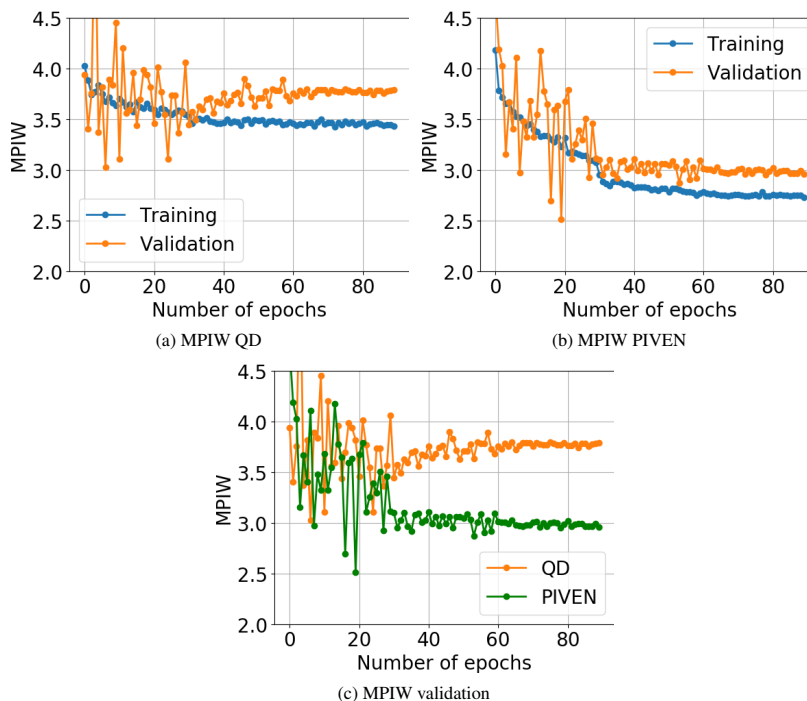 4.5
4.0
3.5
3.0
2.5
2.0
MPIW
Training
Validation
0 20 40 60 80
Number of epochs
(a) MPIW QD
4.5
4.0
3.5
3.0
2.5
2.0
MPIW
Training
Validation
0 20 40 60 80
Number of epochs
(b) MPIW PIVEN
4.5
4.0
3.5
3.0
2.5
2.0
MPIW
QD
PIVEN
0 20 40 60 80
Number of epochs
(c) MPIW validation